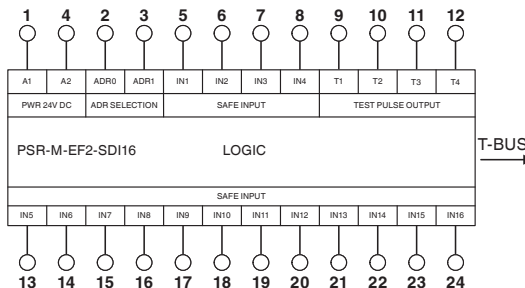 1 4 2 3 5 6 7 8 9 10 11 12
A1 A2 ADR0 ADR1 IN1 IN2 IN3 IN4 T1 T2 T3 T4
PWR 24V DC ADR SELECTION SAFE INPUT TEST PULSE OUTPUT
PSR-M-EF2-SDI16 LOGIC T-BUS
SAFE INPUT
IN5 IN6 IN7 IN8 IN9 IN10 IN11 IN12 IN13 IN14 IN15 IN16
13 14 15 16 17 18 19 20 21 22 23 24